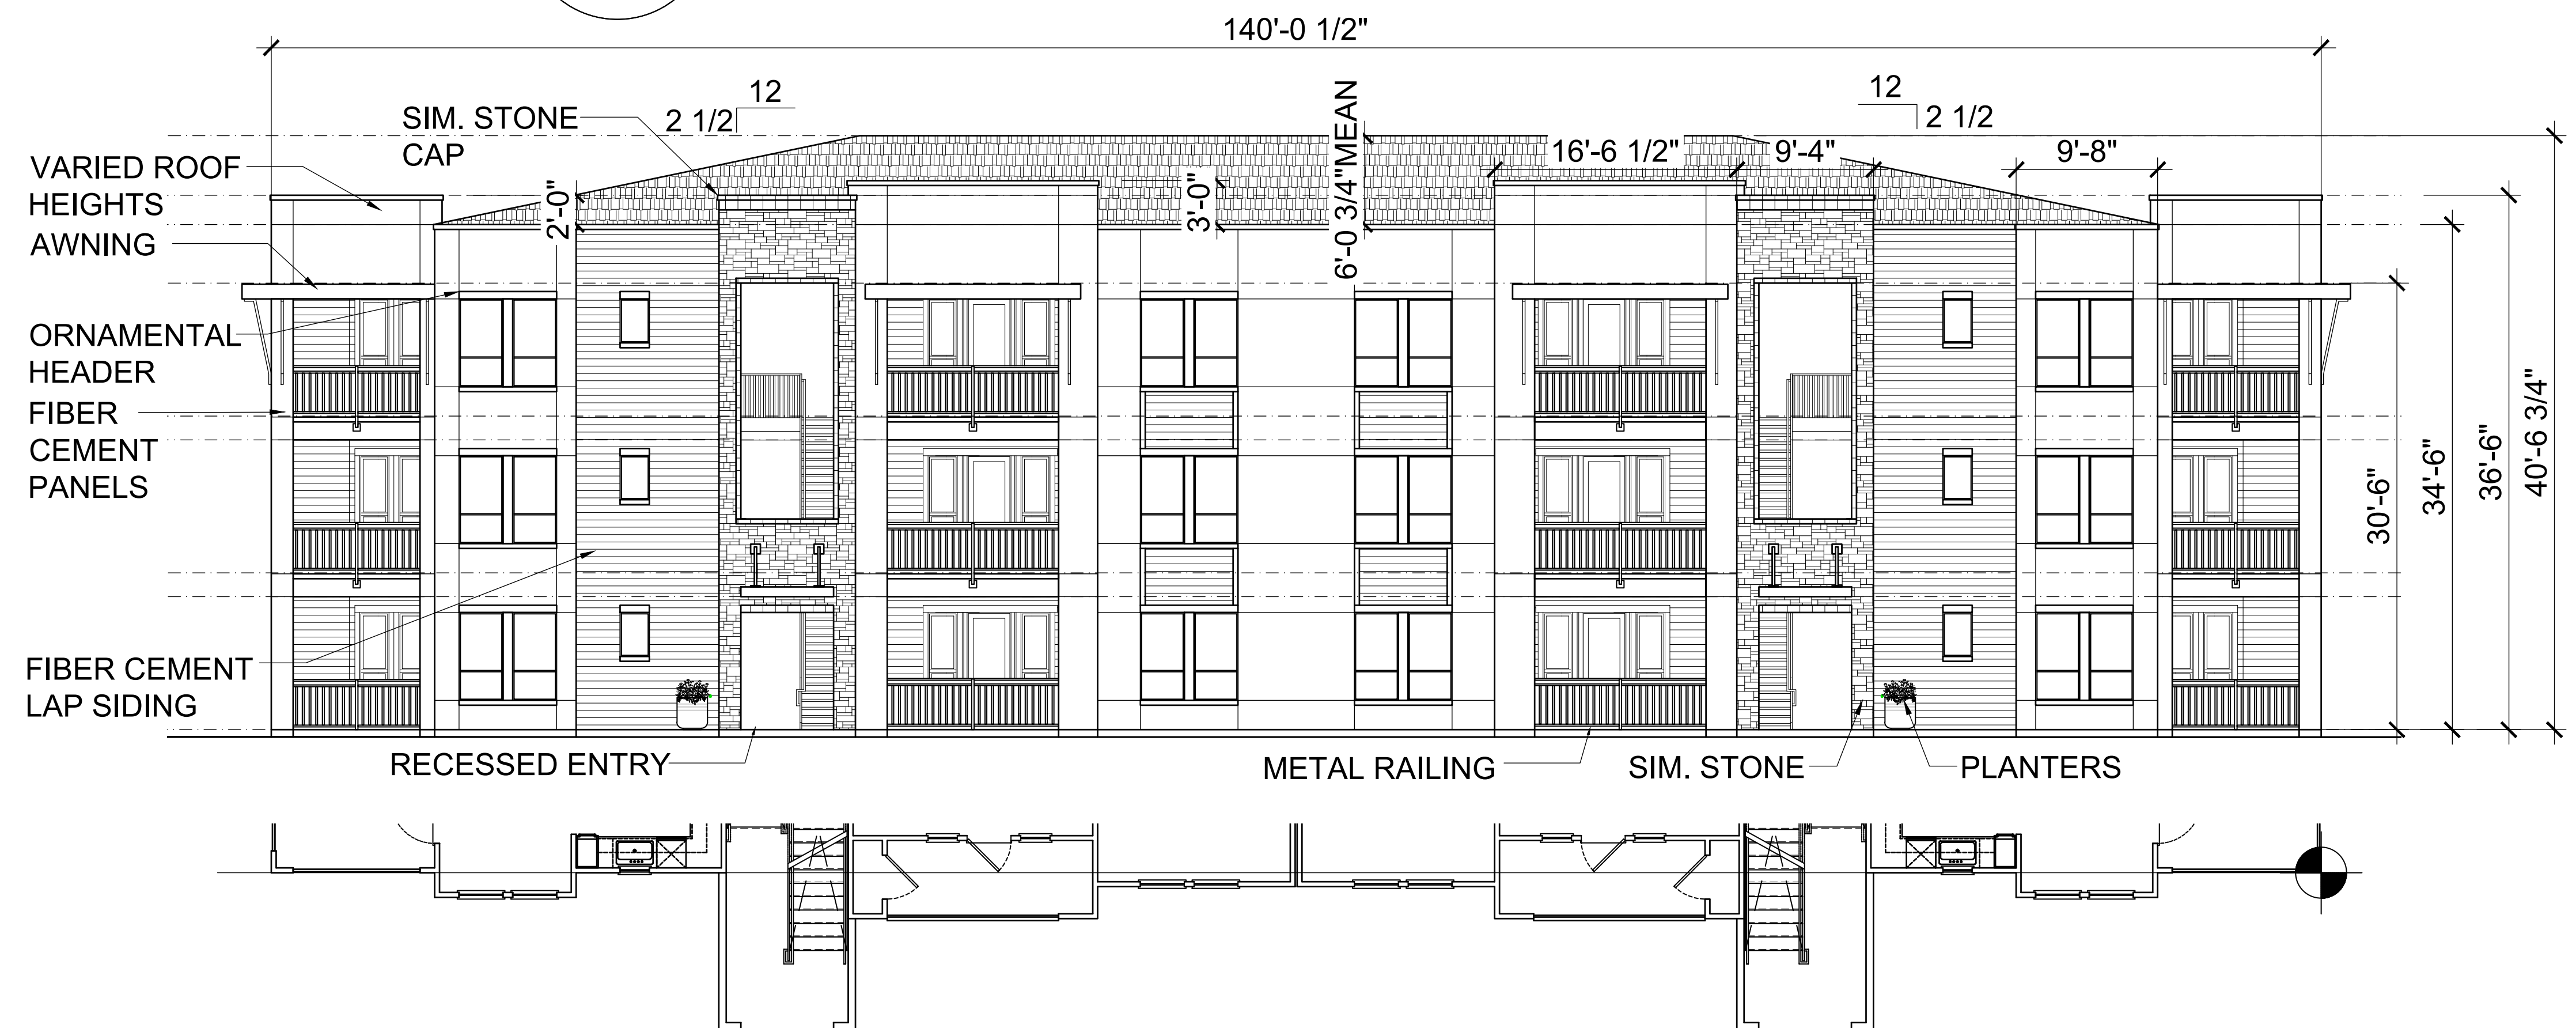 140'-0 1/2"
12
2 1/2
12
2 1/2
SIM. STONE
CAP
VARIED ROOF
HEIGHTS
AWNING
ORNAMENTAL
HEADER
FIBER
CEMENT
PANELS
FIBER CEMENT
LAP SIDING
2'-0"
3'-0"
6'-0 3/4"MEAN
16'-6 1/2"
9'-4"
9'-8"
30'-6"
34'-6"
36'-6"
40'-6 3/4"
RECESSED ENTRY
METAL RAILING
SIM. STONE
PLANTERS